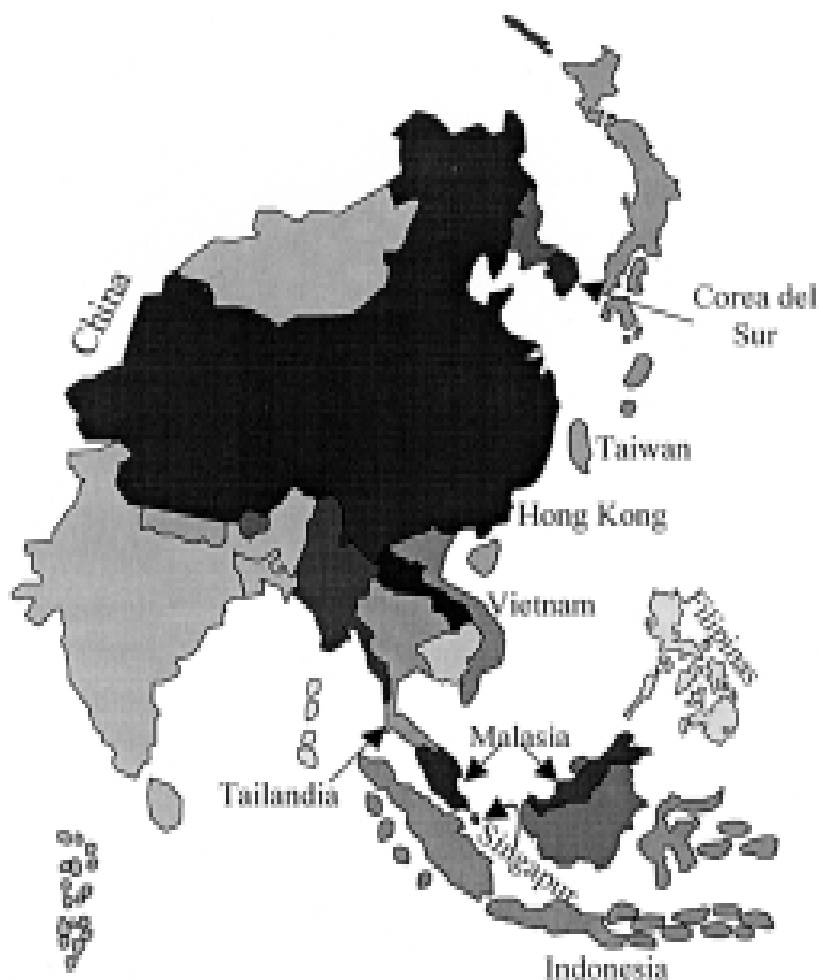 China
Corea del
Sur
Taiwan
Hong Kong
Vietnam
Filipinas
Malasia
Tailandia
Singapur
Indonesia